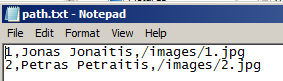 path.txt - Notepad
File Edit Format View Help
1,Jonas Jonaitis,/images/1.jpg
2,Petras Petraitis,/images/2.jpg